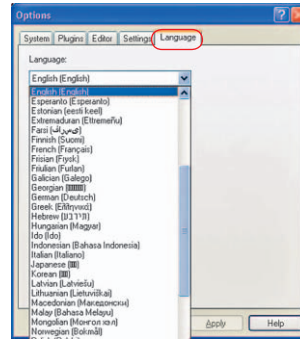 Options
System Plugins Editor Settings Language
Language:
English (English)
English (English)
Esperanto (Esperanto)
Estonian (eesti keel)
Extremaduran (Ettremeñu)
Farsi
Finnish (Suomi)
French (Français)
Frisian (Frysk)
Friulian (Furlan)
Galician (Galego)
Georgian
German (Deutsch)
Greek (Ελληνικά)
Hebrew (עברית)
Hungarian (Magyar)
Ido (Ido)
Indonesian (Bahasa Indonesia)
Italian (Italiano)
Japanese
Korean
Latvian (Latviešu)
Lithuanian (Lietuviškai)
Macedonian (Македонски)
Malay (Bahasa Melayu)
Mongolian (Монгол хэл)
Norwegian (Bokmål)
Apply Help